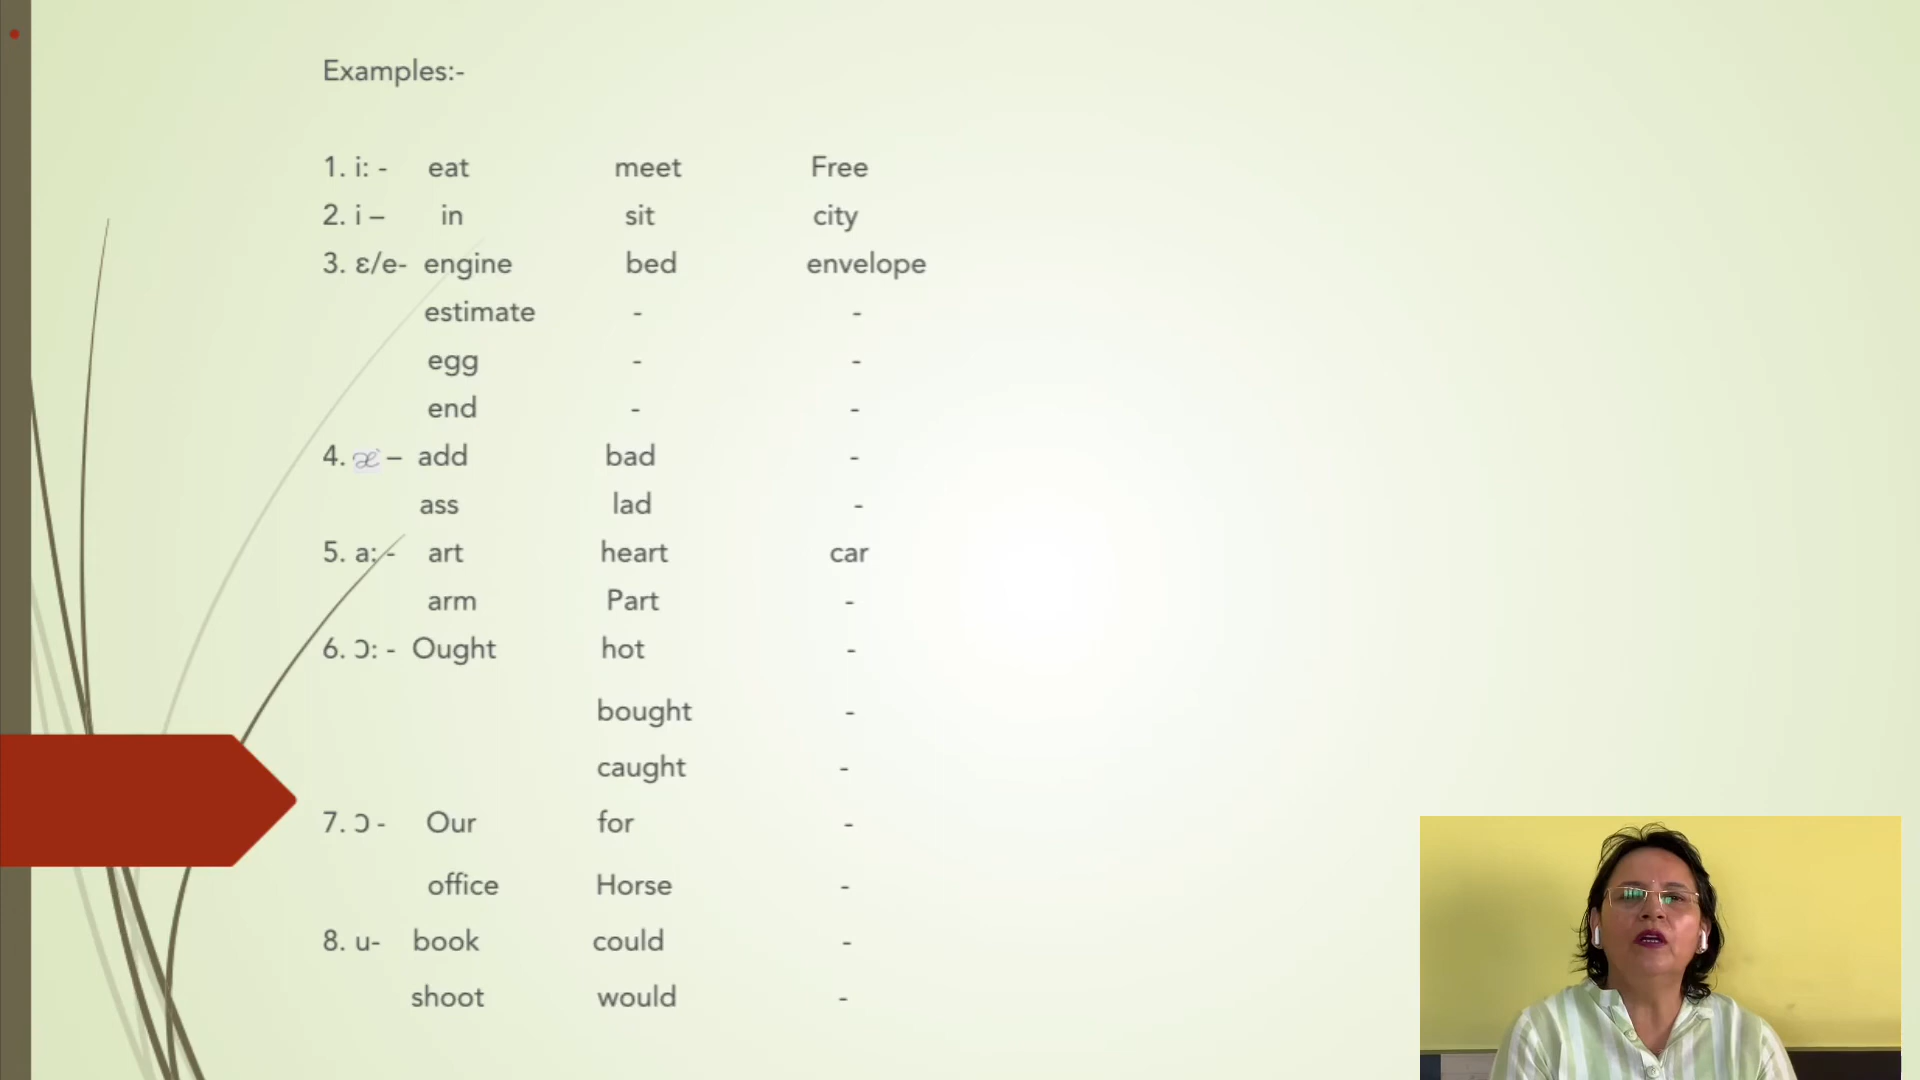 Examples:-
1. i: - eat meet Free
2. i – in sit city
3. ɛ/e- engine bed envelope
estimate - -
egg - -
end - -
4. æ – add bad -
ass lad -
5. a: - art heart car
arm Part -
6. Ɔ: - Ought hot -
bought -
caught -
7. Ɔ - Our for -
office Horse -
8. u- book could -
shoot would -